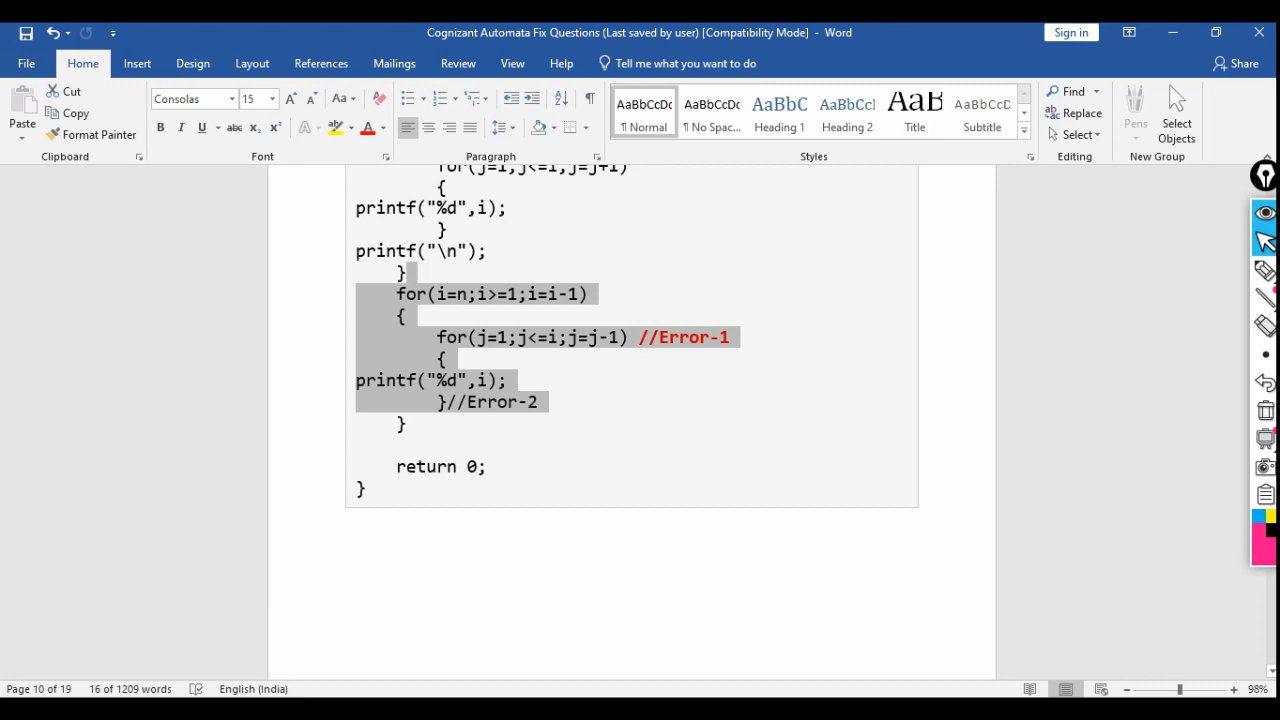 Cognizant Automata Fix Questions (Last saved by user) [Compatibility Mode] - Word
Sign in
File Home Insert Design Layout References Mailings Review View Help Tell me what you want to do Share
Cut
Copy
Format Painter
Paste
Clipboard
Consolas 15
Font
Paragraph
AaBbCcDc AaBbCcDc AaBbC AaBbCcI AaB AaBbCcD
¶ Normal ¶ No Spac... Heading 1 Heading 2 Title Subtitle
Styles
Find
Replace
Select
Editing
Pens
Select Objects
New Group
for(j=1;j<=i;j=j+1)
{
printf("%d",i);
}
printf("\n");
}
for(i=n;i>=1;i=i-1)
{
for(j=1;j<=i;j=j-1) //Error-1
{
printf("%d",i);
}//Error-2
}
return 0;
}
Page 10 of 19 16 of 1209 words English (India) 98%